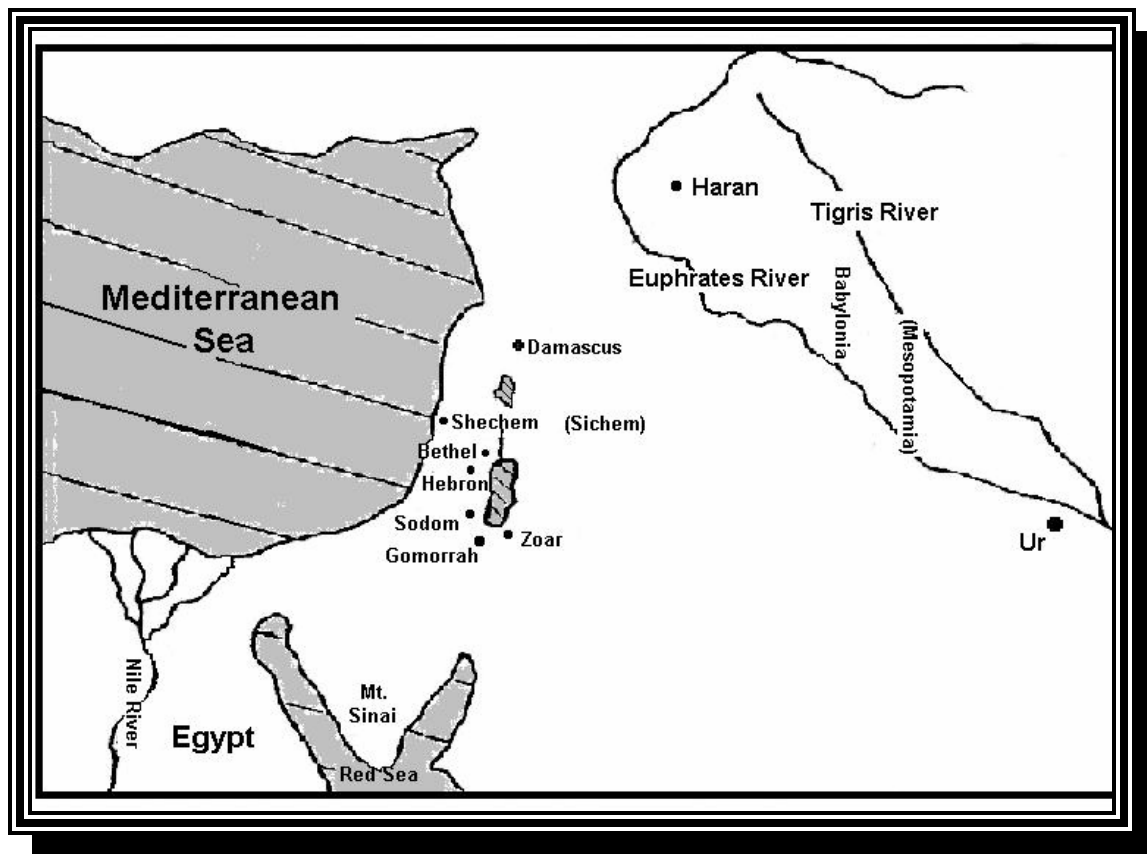 Haran
Tigris River
Euphrates River
Babylonia
(Mesopotamia)
Mediterranean
Sea
Damascus
Shechem (Sichem)
Bethel
Hebron
Sodom
Zoar
Gomorrah
Ur
Nile River
Egypt
Mt.
Sinai
Red Sea